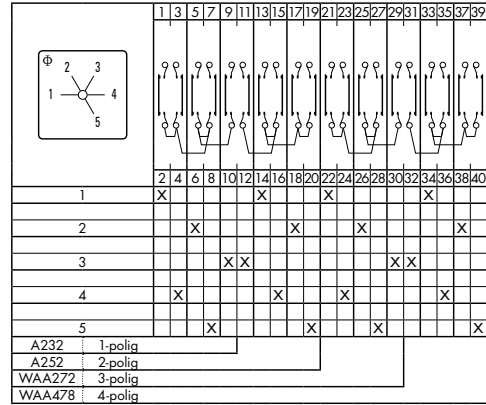 1 3 5 7 9 11 13 15 17 19 21 23 25 27 29 31 33 35 37 39
Φ
2 3
1 4
5
2 4 6 8 10 12 14 16 18 20 22 24 26 28 30 32 34 36 38 40
1 X X X X
2 X X X X
3 X X X X
4 X X X X
5 X X X X
A232 1-polig
A252 2-polig
WAA272 3-polig
WAA478 4-polig